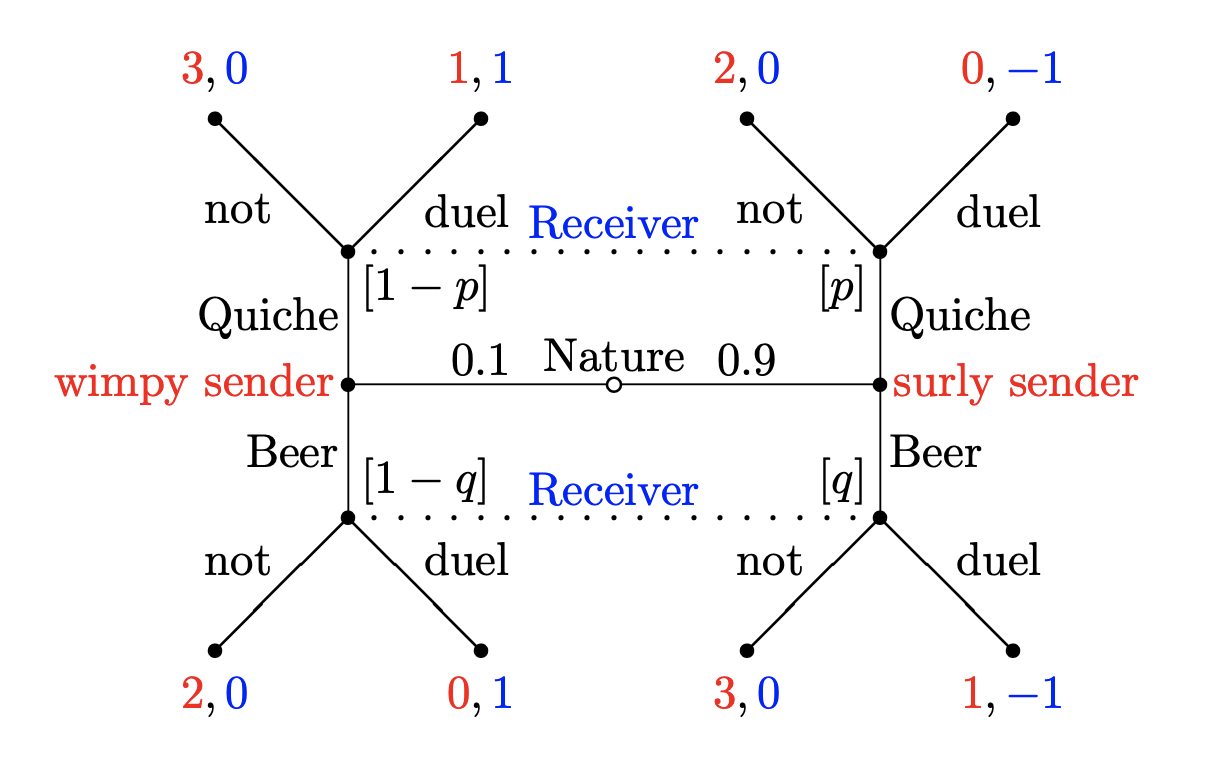 3, 0 1, 1 2, 0 0, −1
not duel Receiver not duel
[1 − p] [p]
Quiche Quiche
0.1 Nature 0.9
wimpy sender surly sender
Beer Beer
[1 − q] Receiver [q]
not duel not duel
2, 0 0, 1 3, 0 1, −1